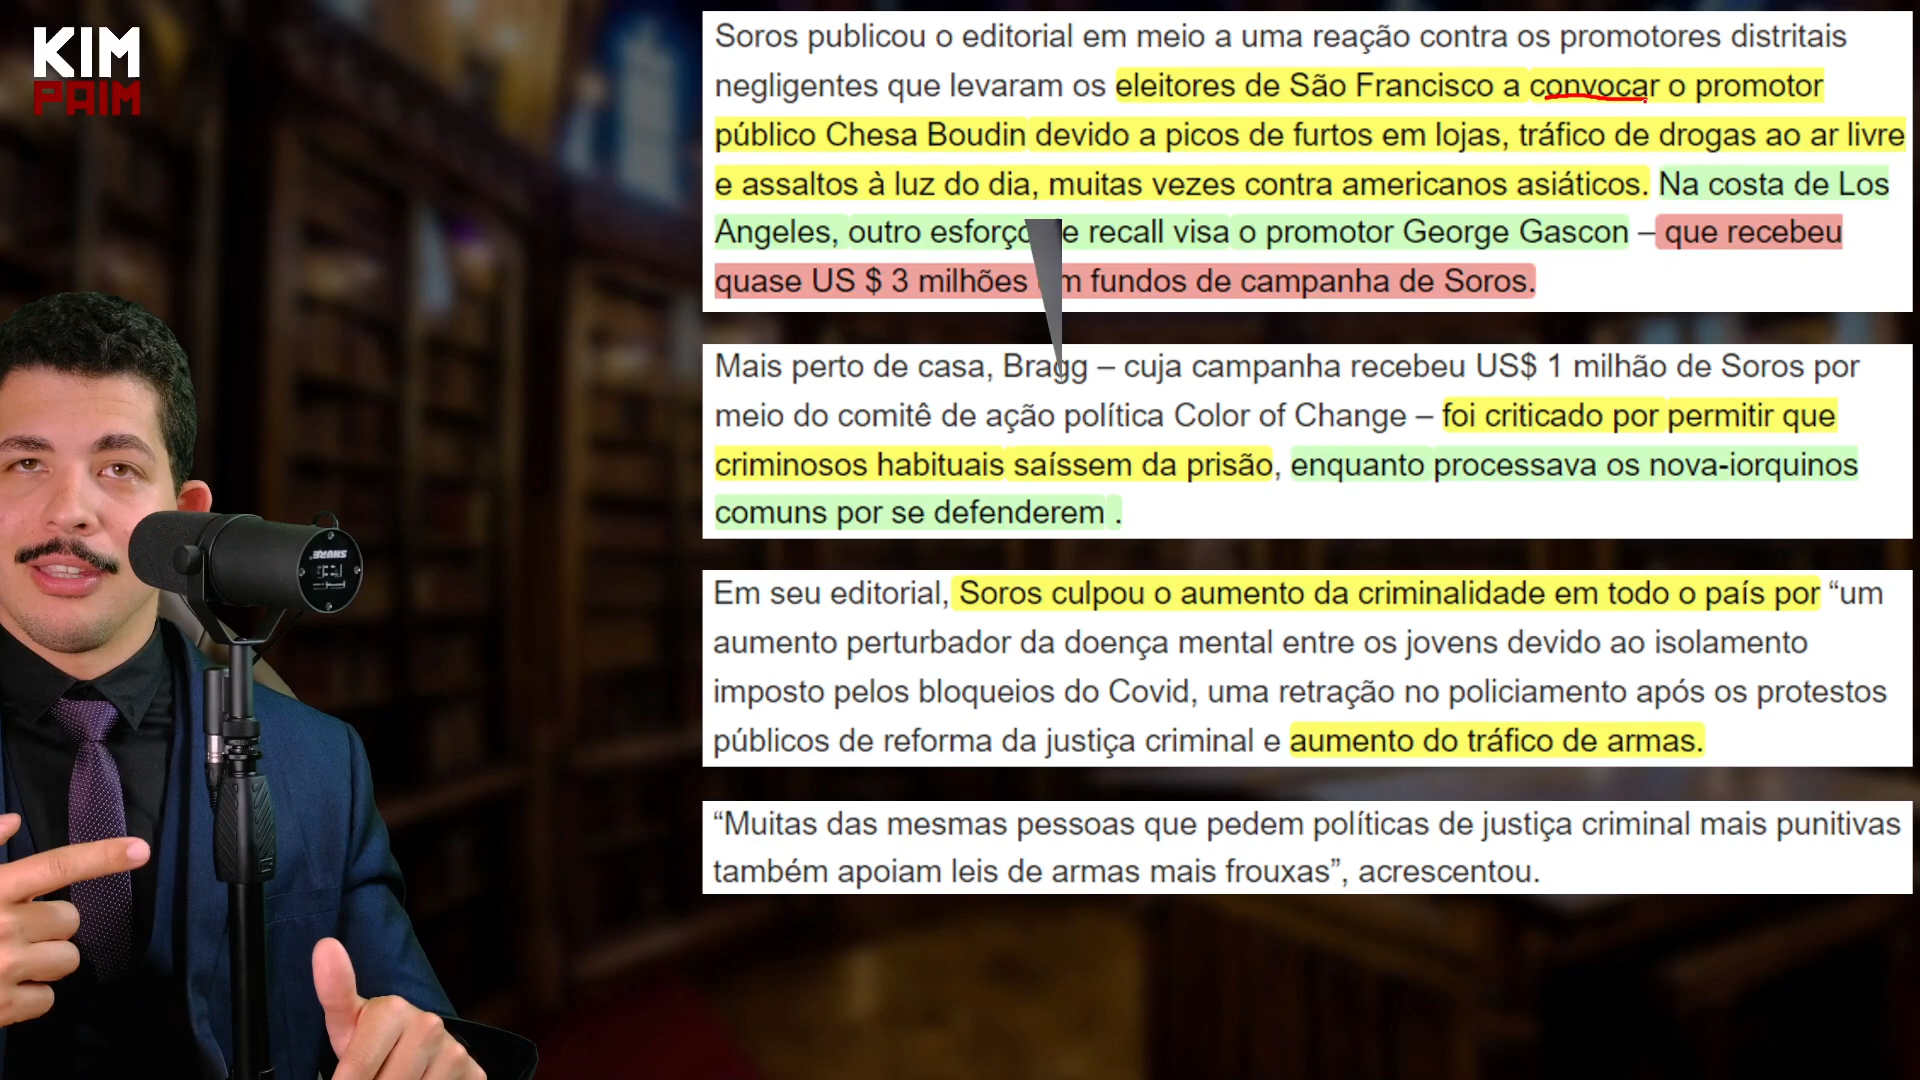 KIM
PAIM
Soros publicou o editorial em meio a uma reação contra os promotores distritais
negligentes que levaram os eleitores de São Francisco a convocar o promotor
público Chesa Boudin devido a picos de furtos em lojas, tráfico de drogas ao ar livre
e assaltos à luz do dia, muitas vezes contra americanos asiáticos. Na costa de Los
Angeles, outro esforço e recall visa o promotor George Gascon – que recebeu
quase US $ 3 milhões m fundos de campanha de Soros.
Mais perto de casa, Bragg – cuja campanha recebeu US$ 1 milhão de Soros por
meio do comitê de ação política Color of Change – foi criticado por permitir que
criminosos habituais saíssem da prisão, enquanto processava os nova-iorquinos
comuns por se defenderem .
Em seu editorial, Soros culpou o aumento da criminalidade em todo o país por “um
aumento perturbador da doença mental entre os jovens devido ao isolamento
imposto pelos bloqueios do Covid, uma retração no policiamento após os protestos
públicos de reforma da justiça criminal e aumento do tráfico de armas.
“Muitas das mesmas pessoas que pedem políticas de justiça criminal mais punitivas
também apoiam leis de armas mais frouxas”, acrescentou.
SHURE